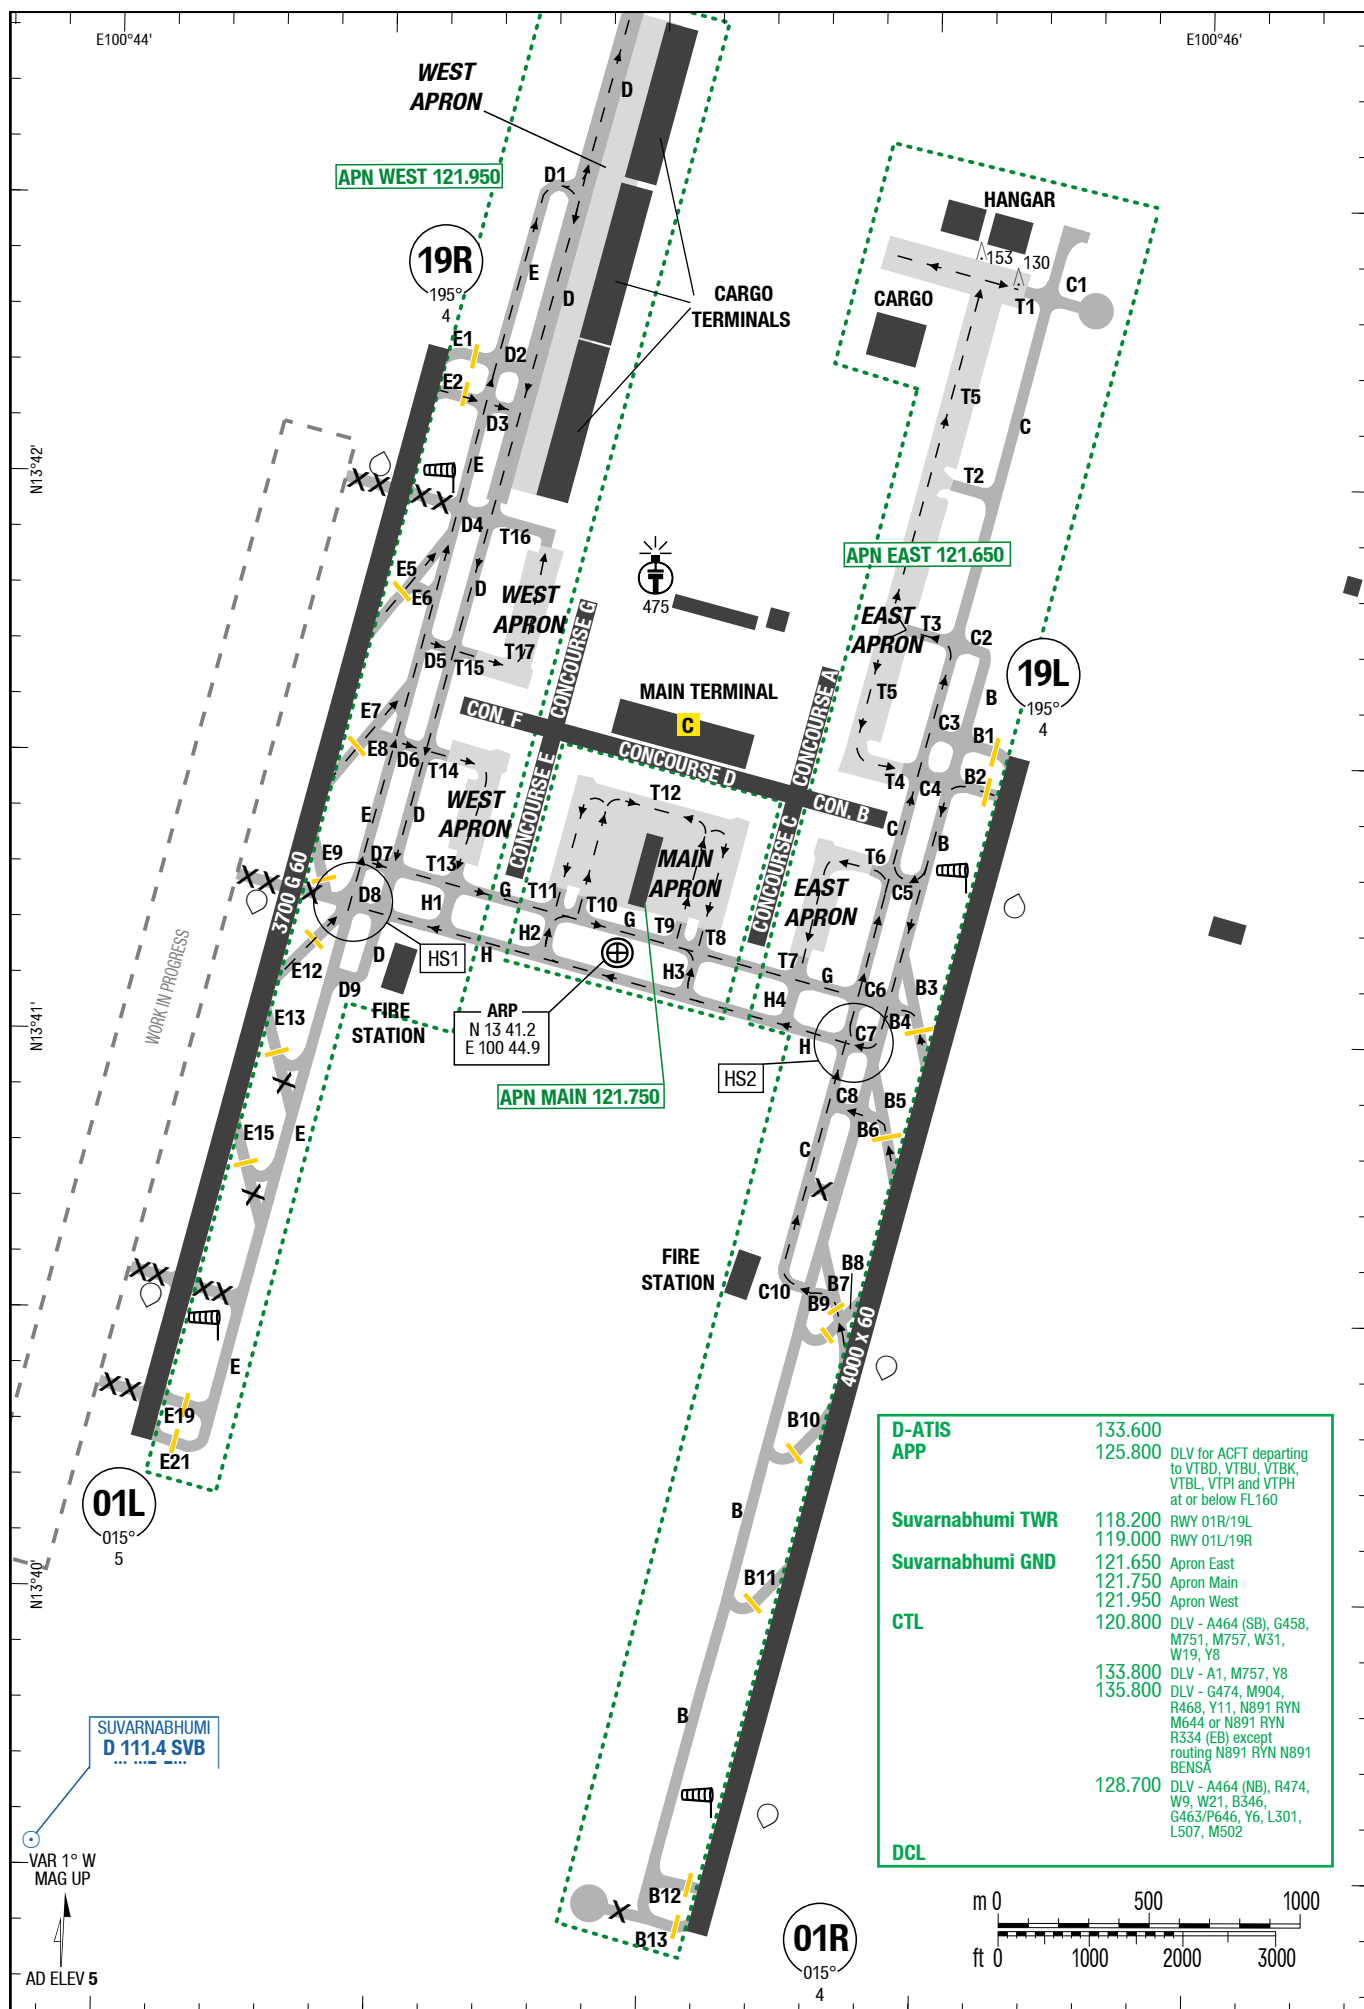 E100°44'
E100°46'
WEST
APRON
D
APN WEST 121.950
D1
HANGAR
153
130
19R
195°
4
E
D
CARGO
TERMINALS
CARGO
T1
C1
E1
D2
E2
D3
T5
C
N13°42'
E
T2
D4
T16
APN EAST 121.650
E5
E6
D
WEST
APRON
475
EAST
APRON
T3
C2
D5
T15
T17
CONCOURSE G
CONCOURSE A
MAIN TERMINAL
C
T5
19L
195°
4
B
E7
E8
CON. F
C3
B1
D6
T14
CONCOURSE E
CONCOURSE D
T4
C4
B2
WEST
APRON
T12
CON. B
E
D
C
B
E9
D7
T13
MAIN
APRON
CONCOURSE C
T6
C5
3700 G 60
D8
H1
G
T11
T10
G
T9
T8
EAST
APRON
H2
H
H3
T7
G
HS1
D
E12
D9
FIRE
STATION
ARP
N 13 41.2
E 100 44.9
H4
C6
B3
B4
C7
H
WORK IN PROGRESS
N13°41'
E13
HS2
APN MAIN 121.750
C8
B5
B6
E15
E
C
FIRE
STATION
B8
B7
C10
B9
4000 x 60
E
E19
E21
B10
01L
015°
5
B
N13°40'
B11
B
D-ATIS 133.600
APP 125.800 DLV for ACFT departing
to VTBD, VTBU, VTBK,
VTBL, VTPI and VTPH
at or below FL160
Suvarnabhumi TWR 118.200 RWY 01R/19L
119.000 RWY 01L/19R
Suvarnabhumi GND 121.650 Apron East
121.750 Apron Main
121.950 Apron West
CTL 120.800 DLV - A464 (SB), G458,
M751, M757, W31,
W19, Y8
133.800 DLV - A1, M757, Y8
135.800 DLV - G474, M904,
R468, Y11, N891 RYN
M644 or N891 RYN
R334 (EB) except
routing N891 RYN N891
BENSA
128.700 DLV - A464 (NB), R474,
W9, W21, B346,
G463/P646, Y6, L301,
L507, M502
DCL
SUVARNABHUMI
D 111.4 SVB
VAR 1° W
MAG UP
AD ELEV 5
B12
B13
01R
015°
4
m 0 500 1000
ft 0 1000 2000 3000